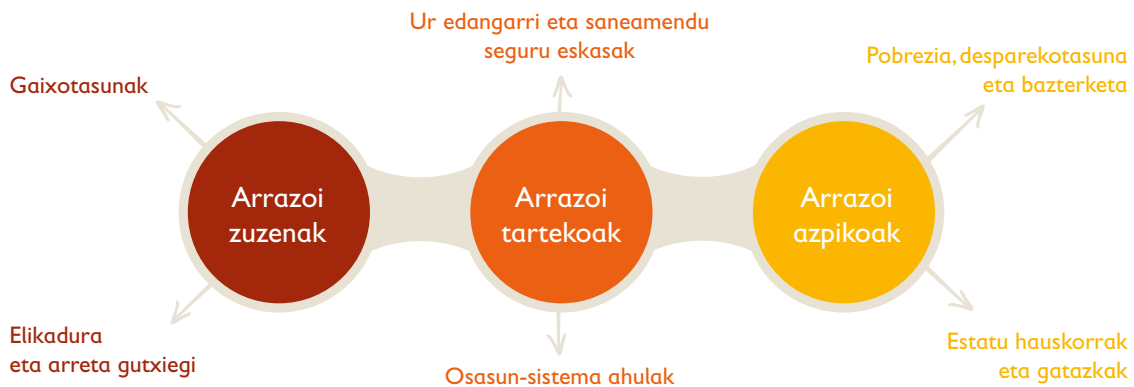 Ur edangarri eta saneamendu
seguru eskasak
Gaixotasunak
Pobrezia, desparekotasuna
eta bazterketa
Arrazoi
zuzenak
Arrazoi
tartekoak
Arrazoi
azpikoak
Elikadura
eta arreta gutxiegi
Osasun-sistema ahulak
Estatu hauskorrak
eta gatazkak